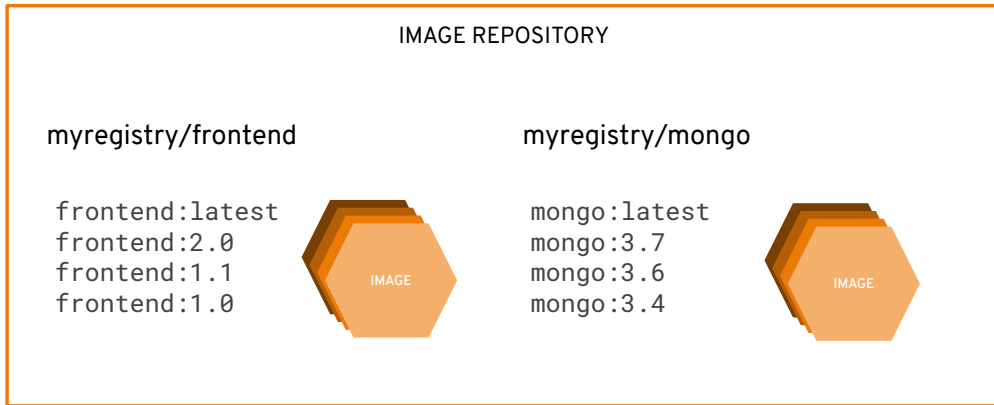 IMAGE REPOSITORY
myregistry/frontend
frontend:latest
frontend:2.0
frontend:1.1
frontend:1.0
IMAGE
myregistry/mongo
mongo:latest
mongo:3.7
mongo:3.6
mongo:3.4
IMAGE